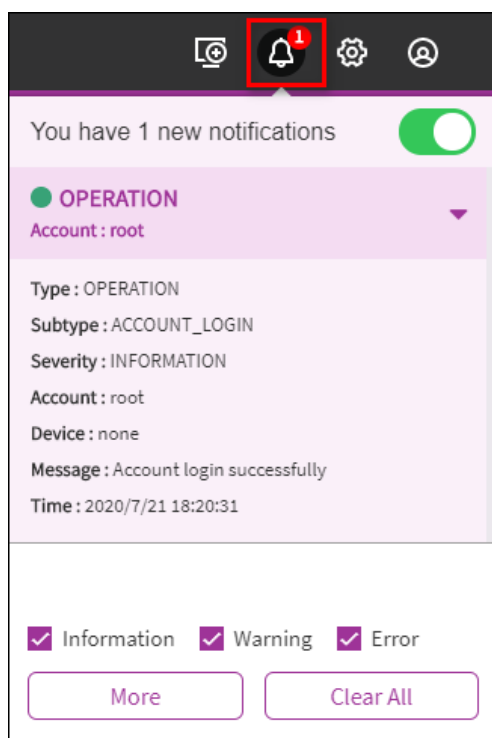 1
You have 1 new notifications
OPERATION
Account : root
Type : OPERATION
Subtype : ACCOUNT_LOGIN
Severity : INFORMATION
Account : root
Device : none
Message : Account login successfully
Time : 2020/7/21 18:20:31
Information Warning Error
More Clear All